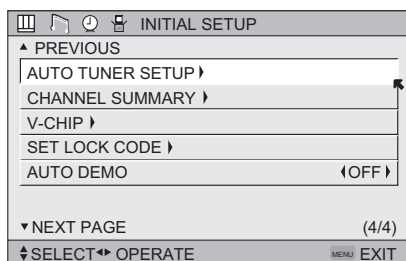 INITIAL SETUP
PREVIOUS
AUTO TUNER SETUP
CHANNEL SUMMARY
V-CHIP
SET LOCK CODE
AUTO DEMO OFF
NEXT PAGE (4/4)
SELECT OPERATE MENU EXIT